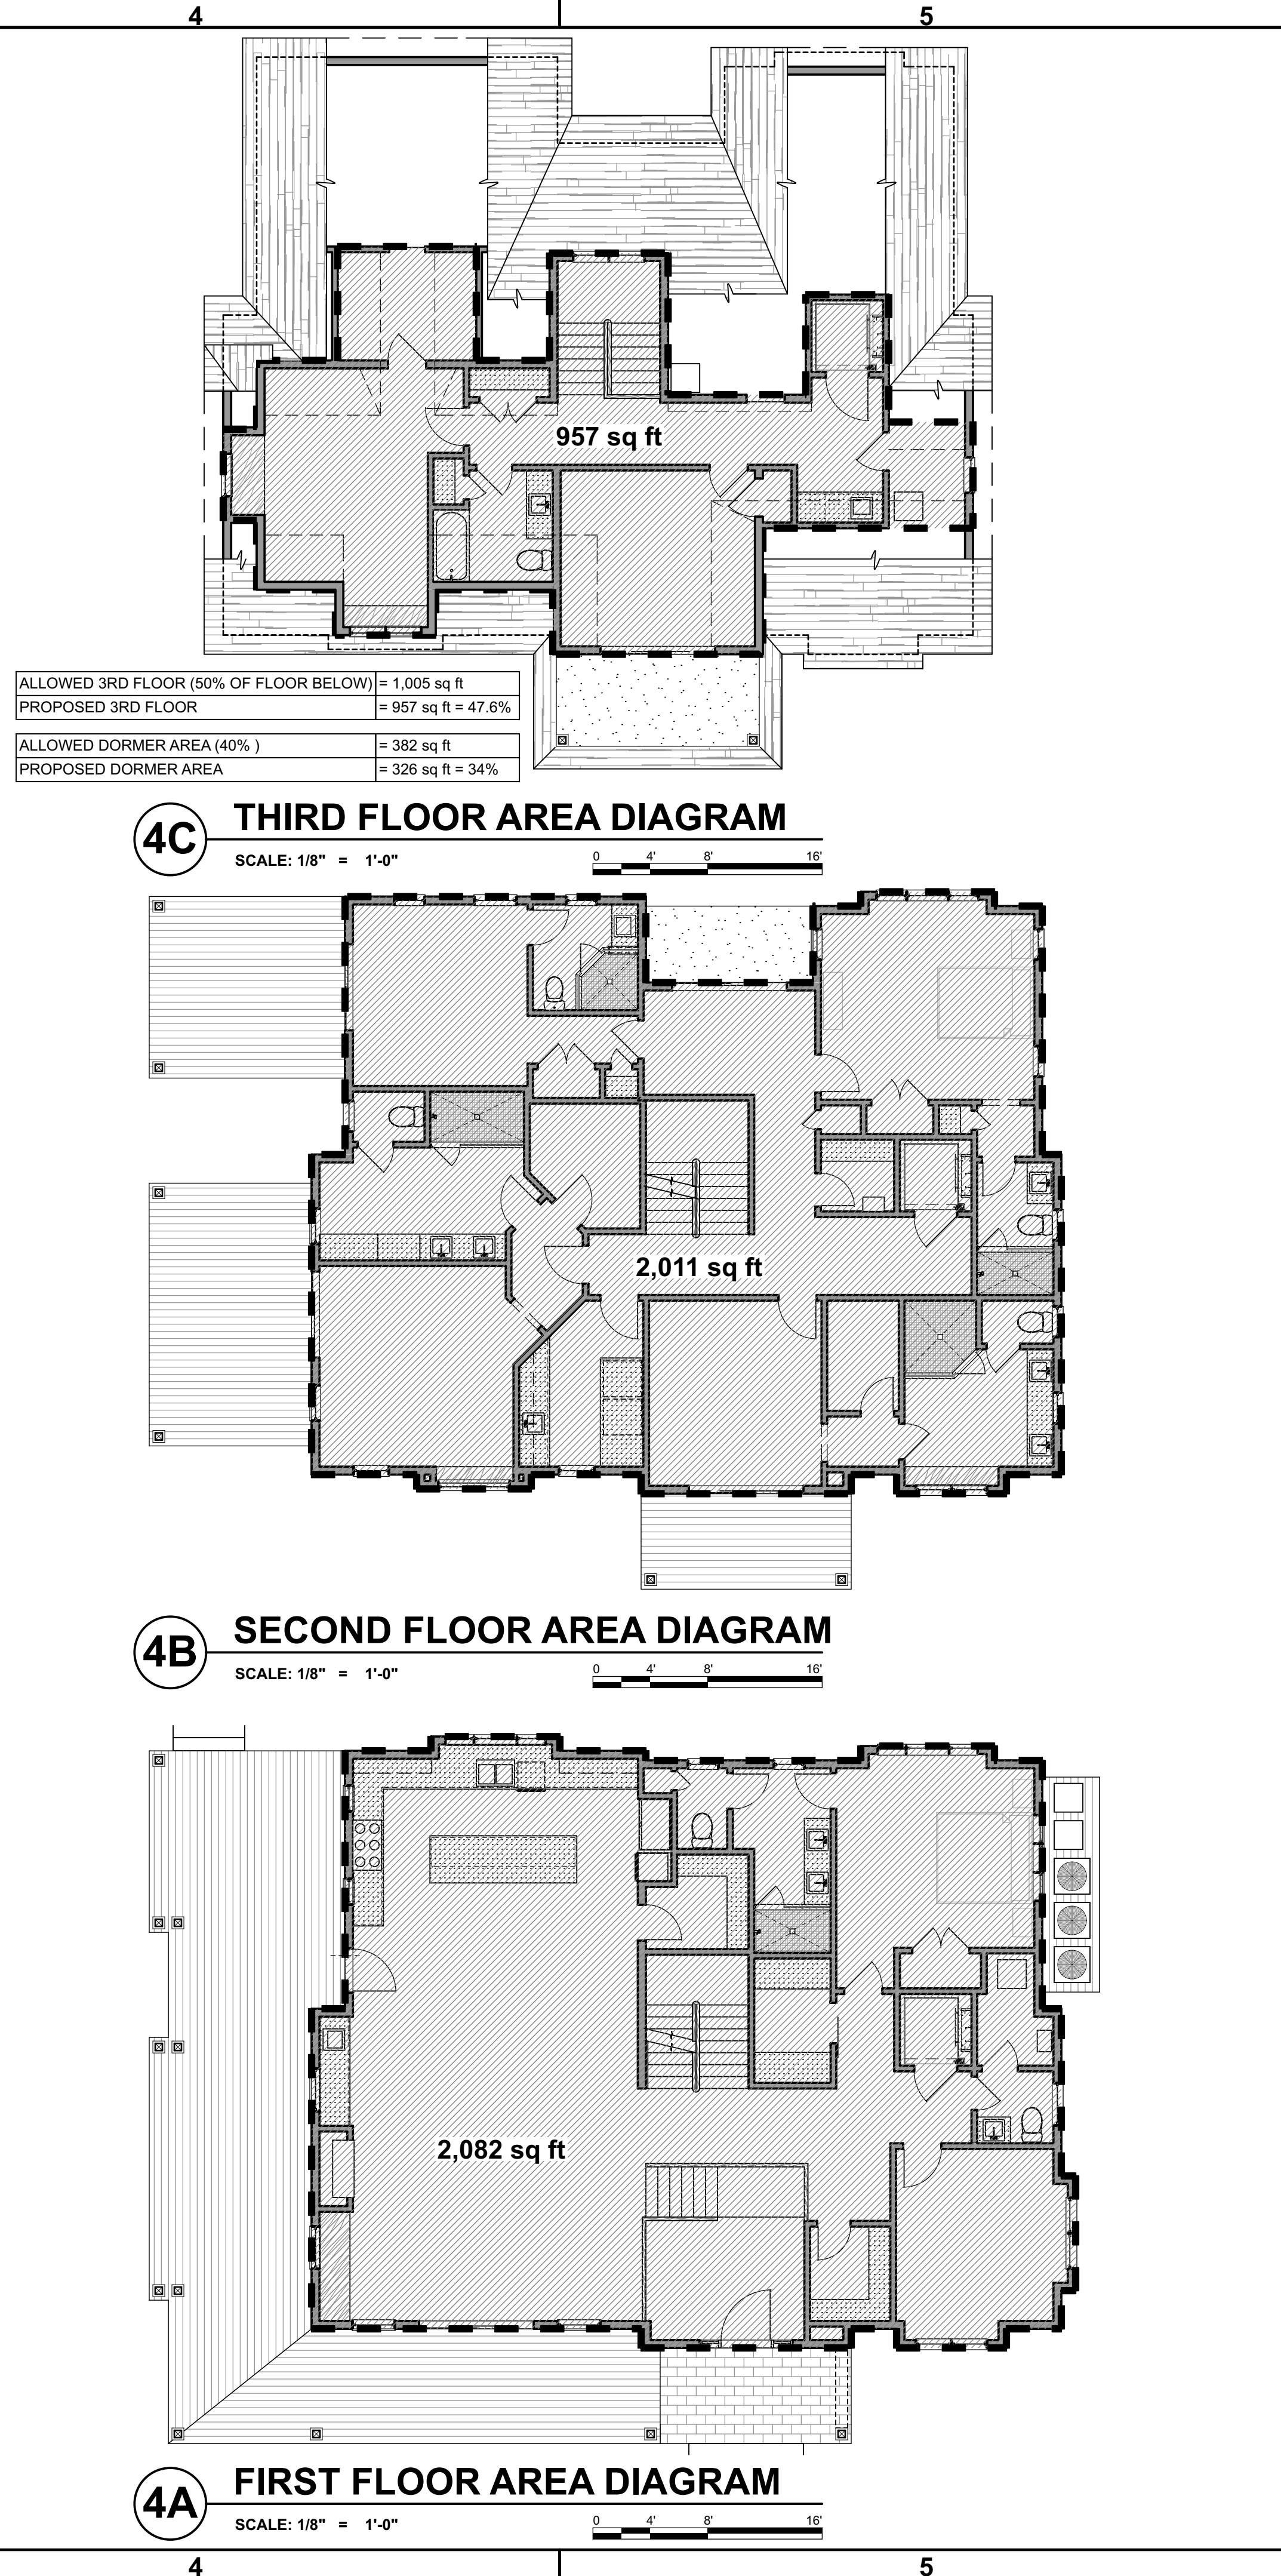 4 5
957 sq ft
ALLOWED 3RD FLOOR (50% OF FLOOR BELOW) = 1,005 sq ft
PROPOSED 3RD FLOOR = 957 sq ft = 47.6%
ALLOWED DORMER AREA (40% ) = 382 sq ft
PROPOSED DORMER AREA = 326 sq ft = 34%
4C THIRD FLOOR AREA DIAGRAM
SCALE: 1/8" = 1'-0" 0 4' 8' 16'
2,011 sq ft
4B SECOND FLOOR AREA DIAGRAM
SCALE: 1/8" = 1'-0" 0 4' 8' 16'
2,082 sq ft
4A FIRST FLOOR AREA DIAGRAM
SCALE: 1/8" = 1'-0" 0 4' 8' 16'
4 5